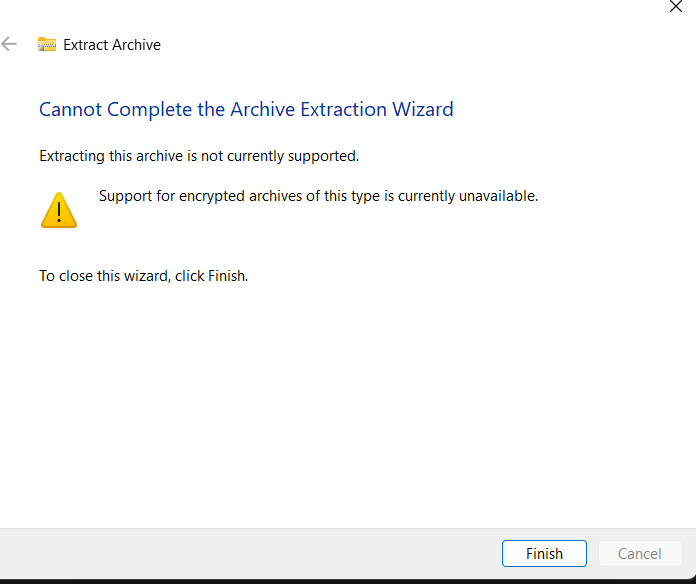 Extract Archive
Cannot Complete the Archive Extraction Wizard
Extracting this archive is not currently supported.
Support for encrypted archives of this type is currently unavailable.
To close this wizard, click Finish.
Finish
Cancel